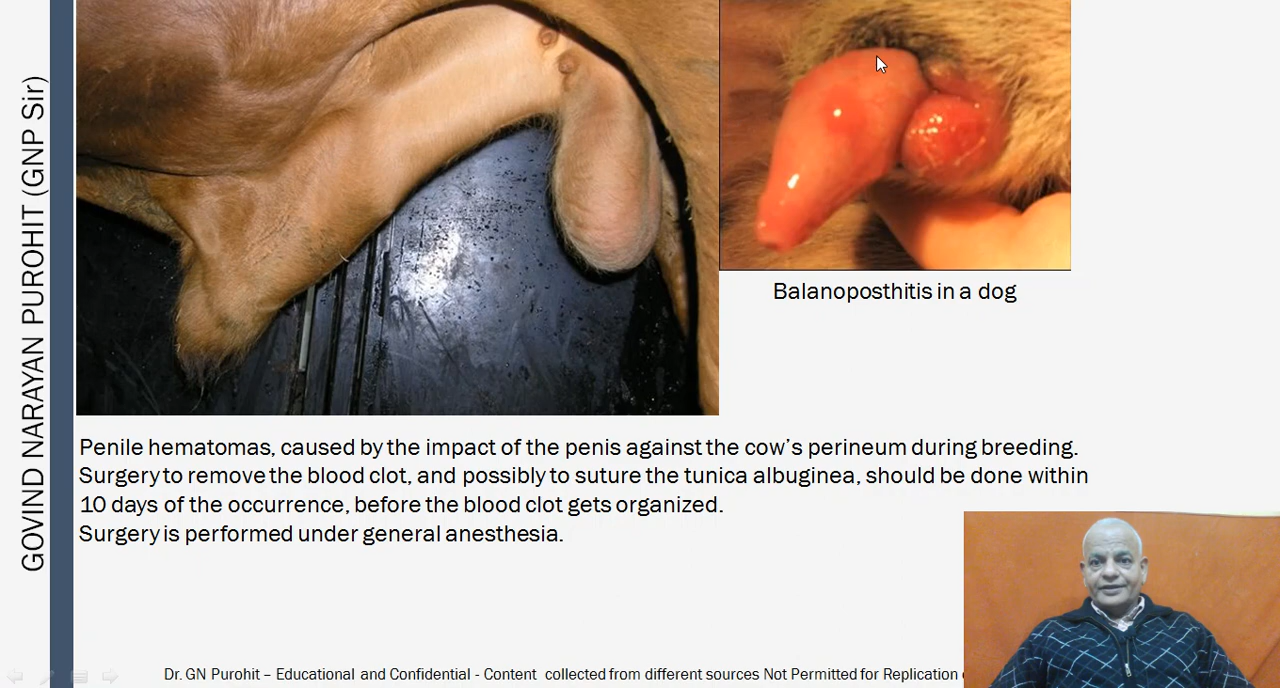 GOVIND NARAYAN PUROHIT (GNP Sir)
Balanoposthitis in a dog
Penile hematomas, caused by the impact of the penis against the cow’s perineum during breeding.
Surgery to remove the blood clot, and possibly to suture the tunica albuginea, should be done within
10 days of the occurrence, before the blood clot gets organized.
Surgery is performed under general anesthesia.
Dr. GN Purohit – Educational and Confidential - Content collected from different sources Not Permitted for Replication